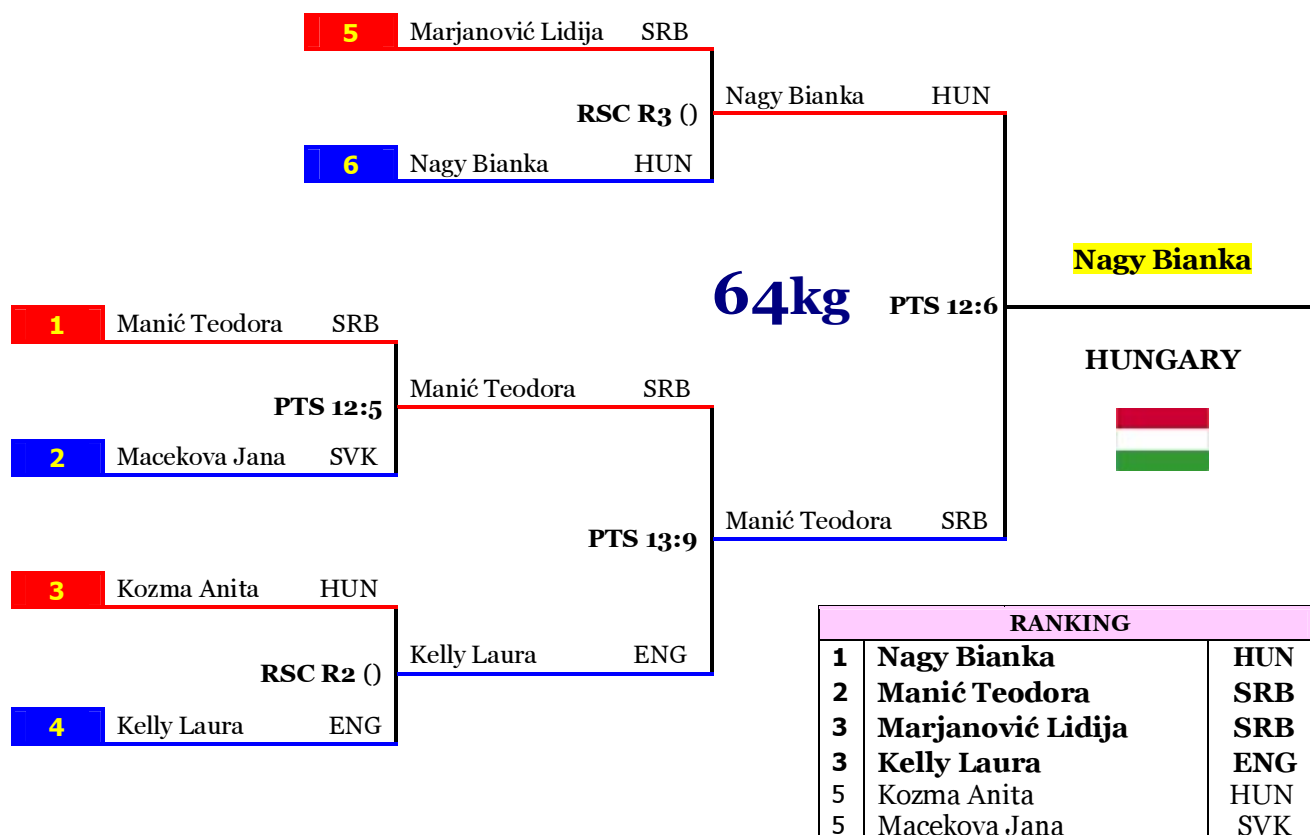 5 Marjanović Lidija SRB
Nagy Bianka HUN
RSC R3 ()
6 Nagy Bianka HUN
Nagy Bianka
64kg PTS 12:6
1 Manić Teodora SRB
HUNGARY
Manić Teodora SRB
PTS 12:5
2 Macekova Jana SVK
Manić Teodora SRB
PTS 13:9
3 Kozma Anita HUN
RANKING
Kelly Laura ENG
1 Nagy Bianka HUN
RSC R2 ()
2 Manić Teodora SRB
4 Kelly Laura ENG
3 Marjanović Lidija SRB
3 Kelly Laura ENG
5 Kozma Anita HUN
5 Macekova Jana SVK